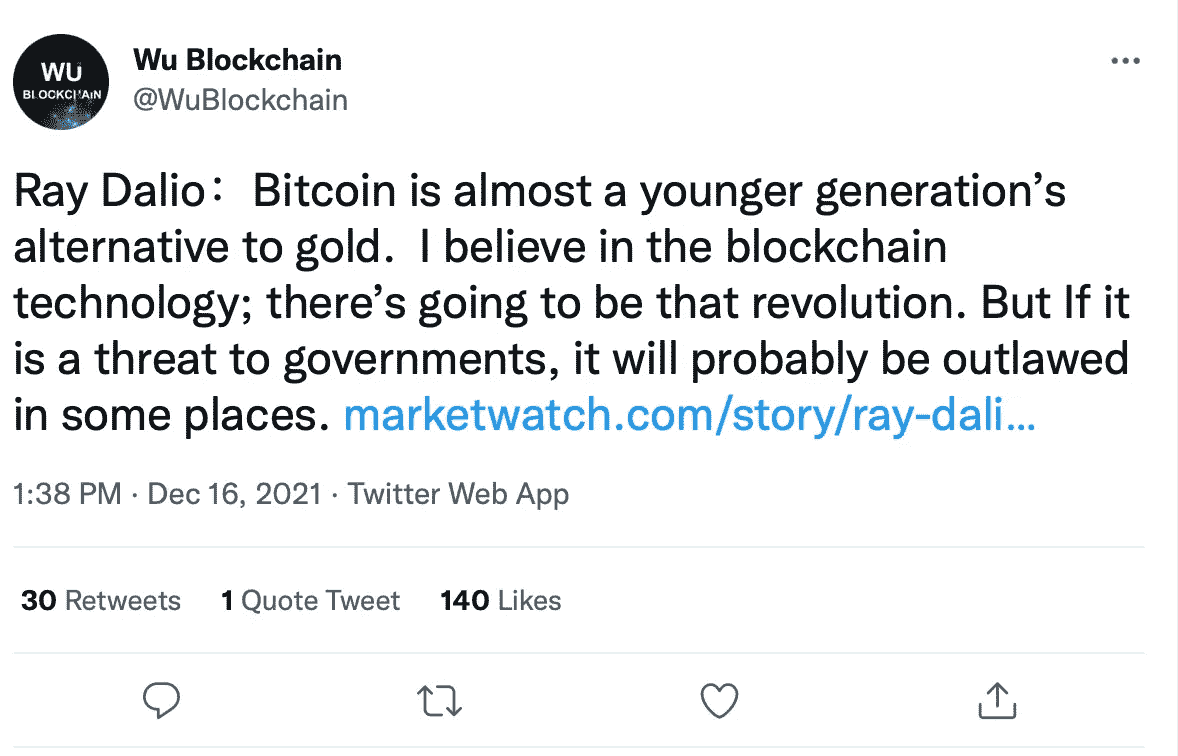 WU
BLOCKCHAIN
Wu Blockchain
@WuBlockchain
Ray Dalio：Bitcoin is almost a younger generation’s
alternative to gold.  I believe in the blockchain
technology; there’s going to be that revolution. But If it
is a threat to governments, it will probably be outlawed
in some places. marketwatch.com/story/ray-dali...
1:38 PM · Dec 16, 2021 · Twitter Web App
30 Retweets 1 Quote Tweet 140 Likes